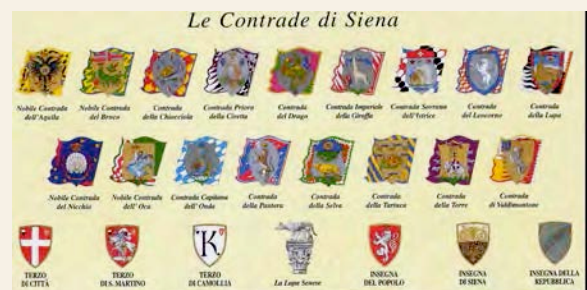 Le Contrade di Siena
Nobile Contrada
dell'Aquila
Nobile Contrada
del Bruco
Contrada
della Chiocciola
Contrada Priora
della Civetta
Contrada
del Drago
Contrada Imperiale
della Giraffa
Contrada Sovrana
dell'Istrice
Contrada
del Leocorno
Contrada
della Lupa
Nobile Contrada
del Nicchio
Nobile Contrada
dell' Oca
Contrada Capitana
dell' Onda
Contrada
della Pantera
Contrada
della Selva
Contrada
della Tartuca
Contrada
della Torre
Contrada
di Valdimontone
K
TERZO
DI CITTÀ
TERZO
DI S. MARTINO
TERZO
DI CAMOLLIA
La Lupa Senese
INSEGNA
DEL POPOLO
INSEGNA
DI SIENA
INSEGNA DELLA
REPUBBLICA